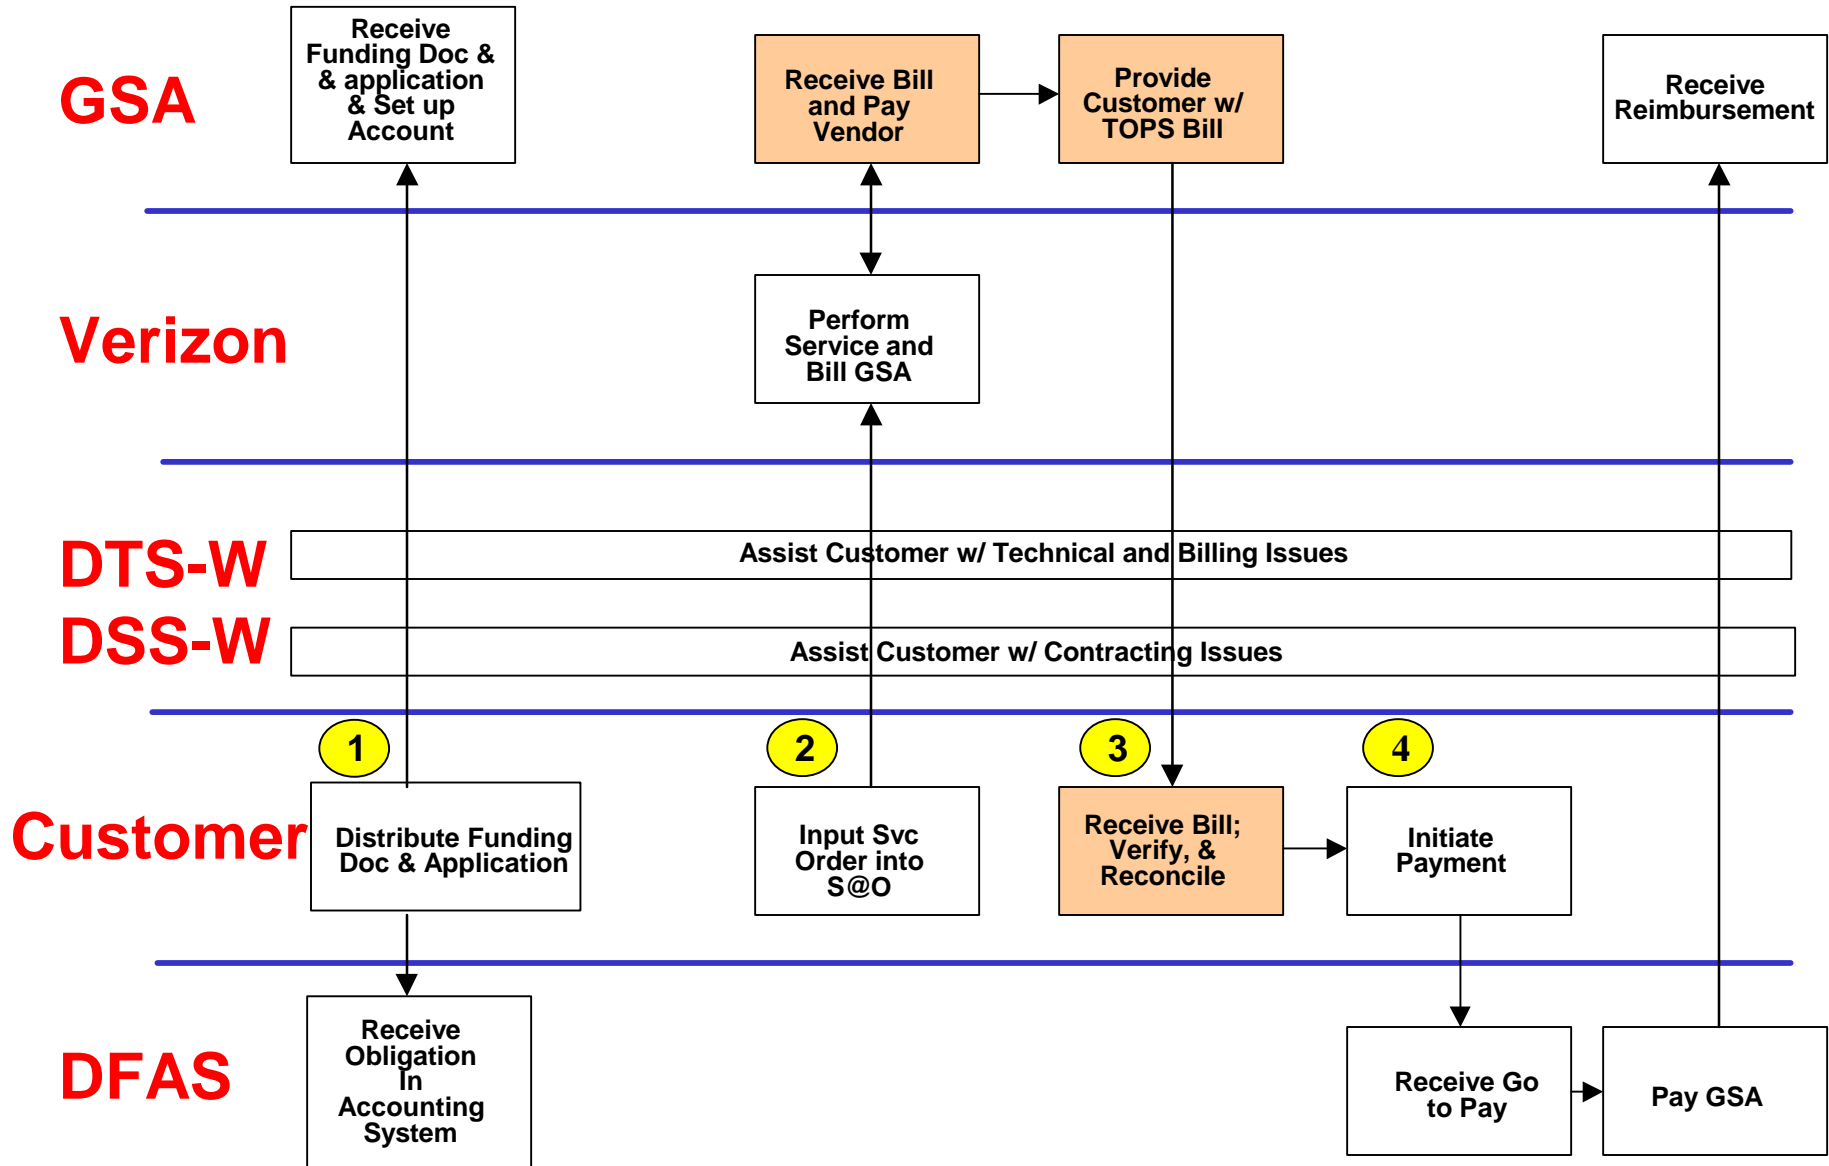 GSA
Receive
Funding Doc &
& application
& Set up
Account
Receive Bill
and Pay
Vendor
Provide
Customer w/
TOPS Bill
Receive
Reimbursement
Verizon
Perform
Service and
Bill GSA
DTS-W
Assist Customer w/ Technical and Billing Issues
DSS-W
Assist Customer w/ Contracting Issues
1
2
3
4
Customer
Distribute Funding
Doc & Application
Input Svc
Order into
S@O
Receive Bill;
Verify, &
Reconcile
Initiate
Payment
DFAS
Receive
Obligation
In
Accounting
System
Receive Go
to Pay
Pay GSA